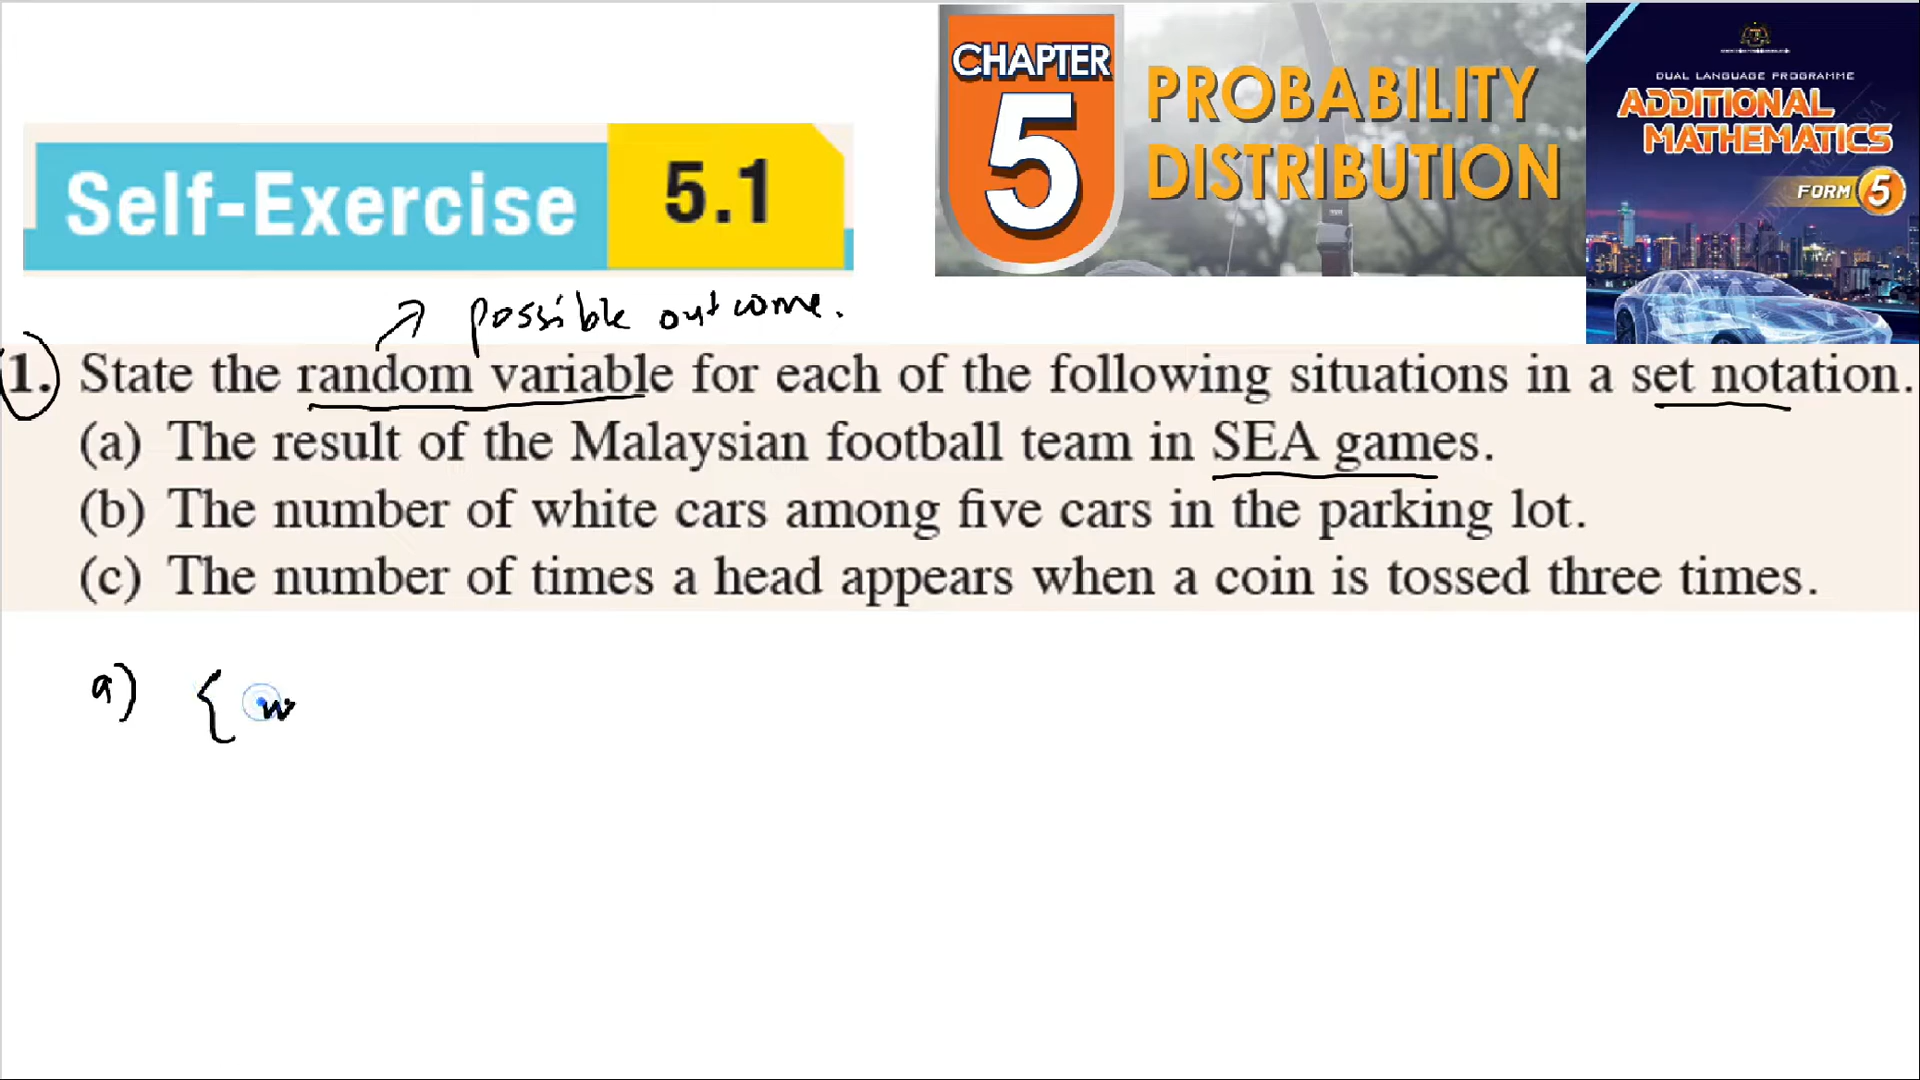 CHAPTER
5
PROBABILITY
DISTRIBUTION
DUAL LANGUAGE PROGRAMME
ADDITIONAL
MATHEMATICS
FORM 5
Self-Exercise 5.1
possible outcome.
1. State the random variable for each of the following situations in a set notation.
(a) The result of the Malaysian football team in SEA games.
(b) The number of white cars among five cars in the parking lot.
(c) The number of times a head appears when a coin is tossed three times.
a) { w